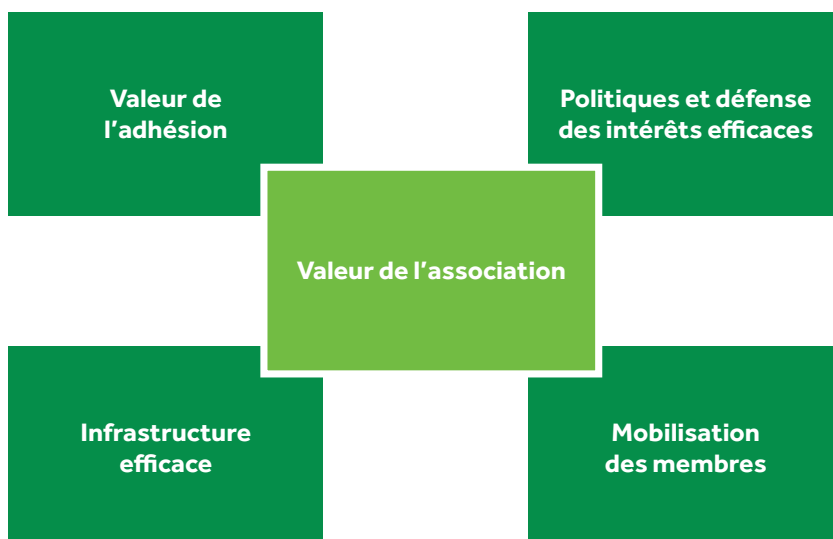 Valeur de
l’adhésion
Politiques et défense
des intérêts efficaces
Valeur de l’association
Infrastructure
efficace
Mobilisation
des membres